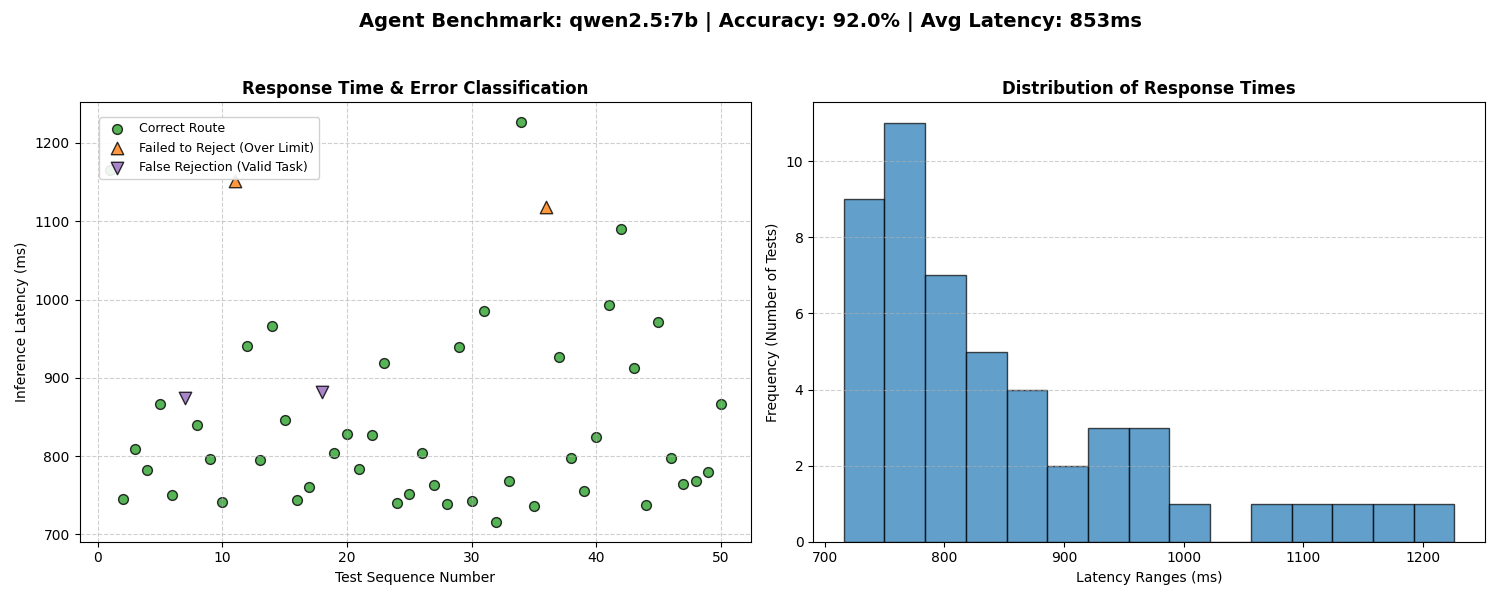 Agent Benchmark: qwen2.5:7b | Accuracy: 92.0% | Avg Latency: 853ms
Response Time & Error Classification
Correct Route
Failed to Reject (Over Limit)
False Rejection (Valid Task)
Inference Latency (ms)
1200
1100
1000
900
800
700
0 10 20 30 40 50
Test Sequence Number
Distribution of Response Times
Frequency (Number of Tests)
10
8
6
4
2
0
700 800 900 1000 1100 1200
Latency Ranges (ms)